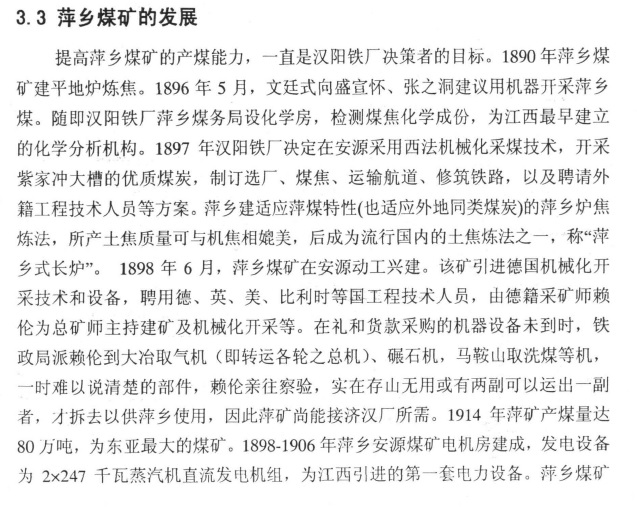 3.3 萍乡煤矿的发展
提高萍乡煤矿的产煤能力，一直是汉阳铁厂决策者的目标。1890 年萍乡煤
矿建平地炉炼焦。1896 年 5 月，文廷式向盛宣怀、张之洞建议用机器开采萍乡
煤。随即汉阳铁厂萍乡煤务局设化学房，检测煤焦化学成份，为江西最早建立
的化学分析机构。1897 年汉阳铁厂决定在安源采用西法机械化采煤技术，开采
紫家冲大槽的优质煤炭，制订选厂、煤焦、运输航道、修筑铁路，以及聘请外
籍工程技术人员等方案。萍乡建适应萍煤特性(也适应外地同类煤炭)的萍乡炉焦
炼法，所产土焦质量可与机焦相媲美，后成为流行国内的土焦炼法之一，称“萍
乡式长炉”。 1898 年 6 月，萍乡煤矿在安源动工兴建。该矿引进德国机械化开
采技术和设备，聘用德、英、美、比利时等国工程技术人员，由德籍采矿师赖
伦为总矿师主持建矿及机械化开采等。在礼和货款采购的机器设备未到时，铁
政局派赖伦到大冶取气机（即转运各轮之总机）、碾石机，马鞍山取洗煤等机，
一时难以说清楚的部件，赖伦亲往察验，实在存山无用或有两副可以运出一副
者，才拆去以供萍乡使用，因此萍矿尚能接济汉厂所需。1914 年萍矿产煤量达
80 万吨，为东亚最大的煤矿。1898-1906 年萍乡安源煤矿电机房建成，发电设备
为 2×247 千瓦蒸汽机直流发电机组，为江西引进的第一套电力设备。萍乡煤矿